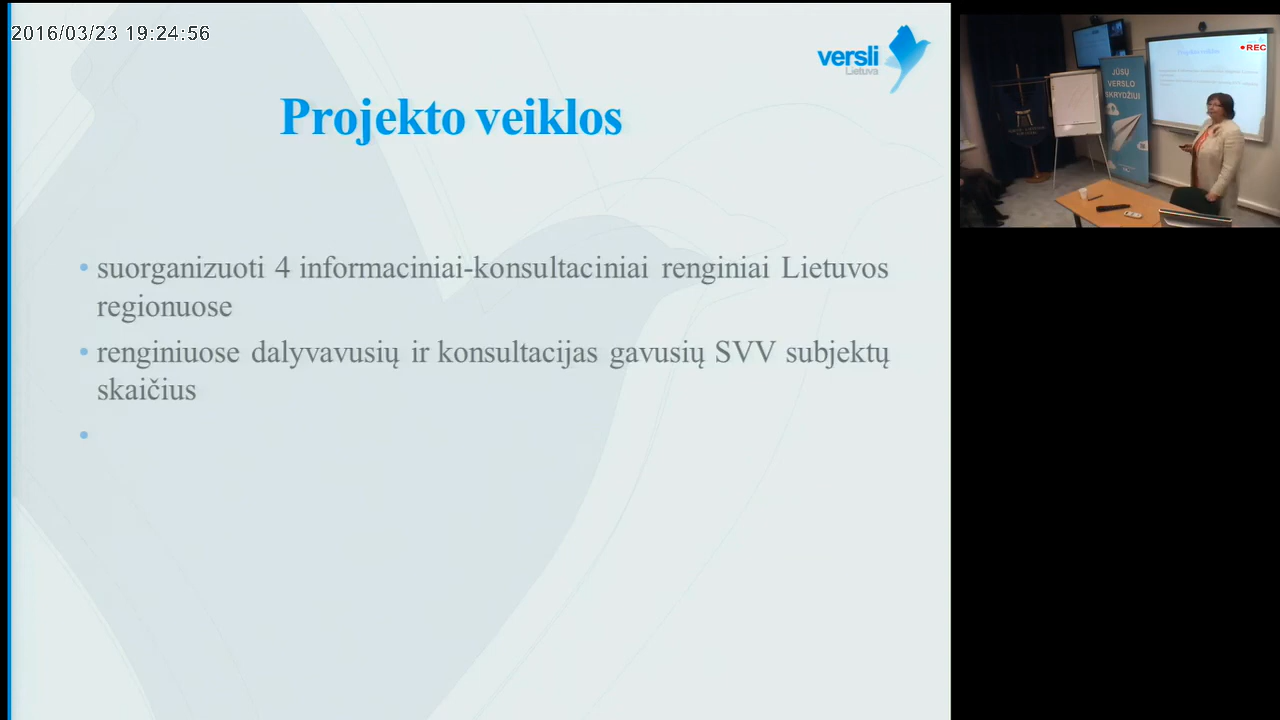 2016/03/23 19:24:56
versli
Lietuva
Projekto veiklos
• suorganizuoti 4 informaciniai-konsultaciniai renginiai Lietuvos
regionuose
• renginiuose dalyvavusių ir konsultacijas gavusių SVV subjektų
skaičius
•
REC
JŪSŲ
VERSLO
SKRYDŽIUI